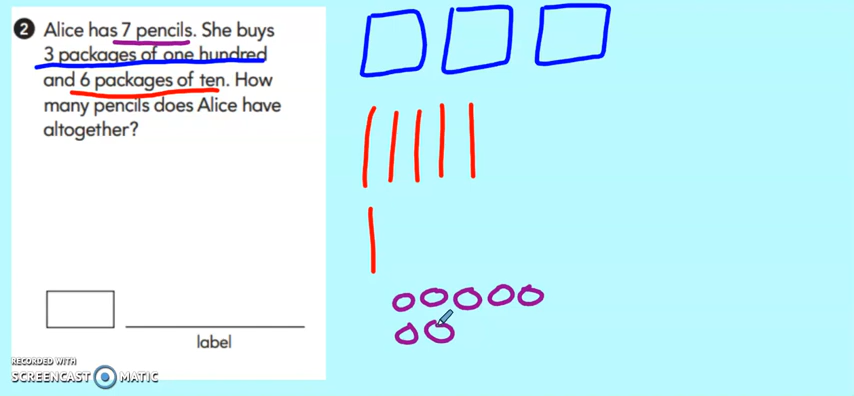 2 Alice has 7 pencils. She buys
3 packages of one hundred
and 6 packages of ten. How
many pencils does Alice have
altogether?
label
RECORDED WITH
SCREENCAST MATIC